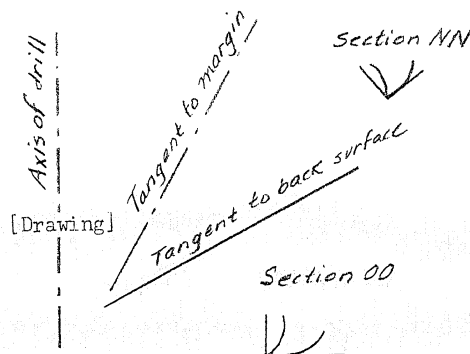 Section NN
Axis of drill
Tangent to margin
[Drawing]
Tangent to back surface
Section OO